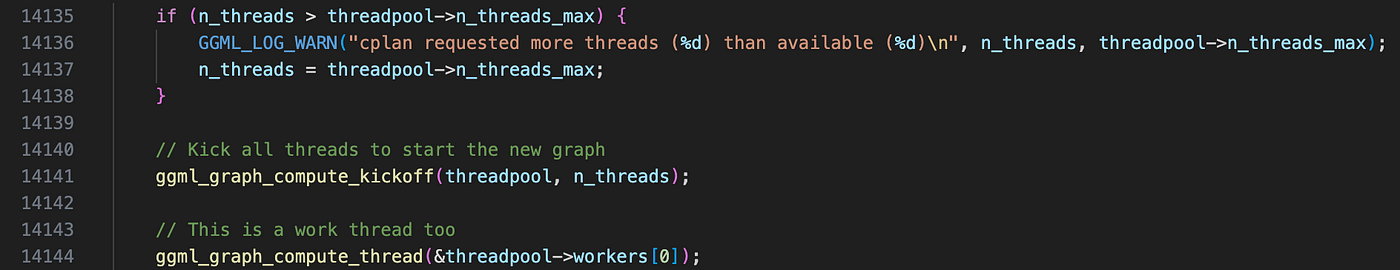 14135 if (n_threads > threadpool->n_threads_max) {
14136 GGML_LOG_WARN("cplan requested more threads (%d) than available (%d)\n", n_threads, threadpool->n_threads_max);
14137 n_threads = threadpool->n_threads_max;
14138 }
14139
14140 // Kick all threads to start the new graph
14141 ggml_graph_compute_kickoff(threadpool, n_threads);
14142
14143 // This is a work thread too
14144 ggml_graph_compute_thread(&threadpool->workers[0]);